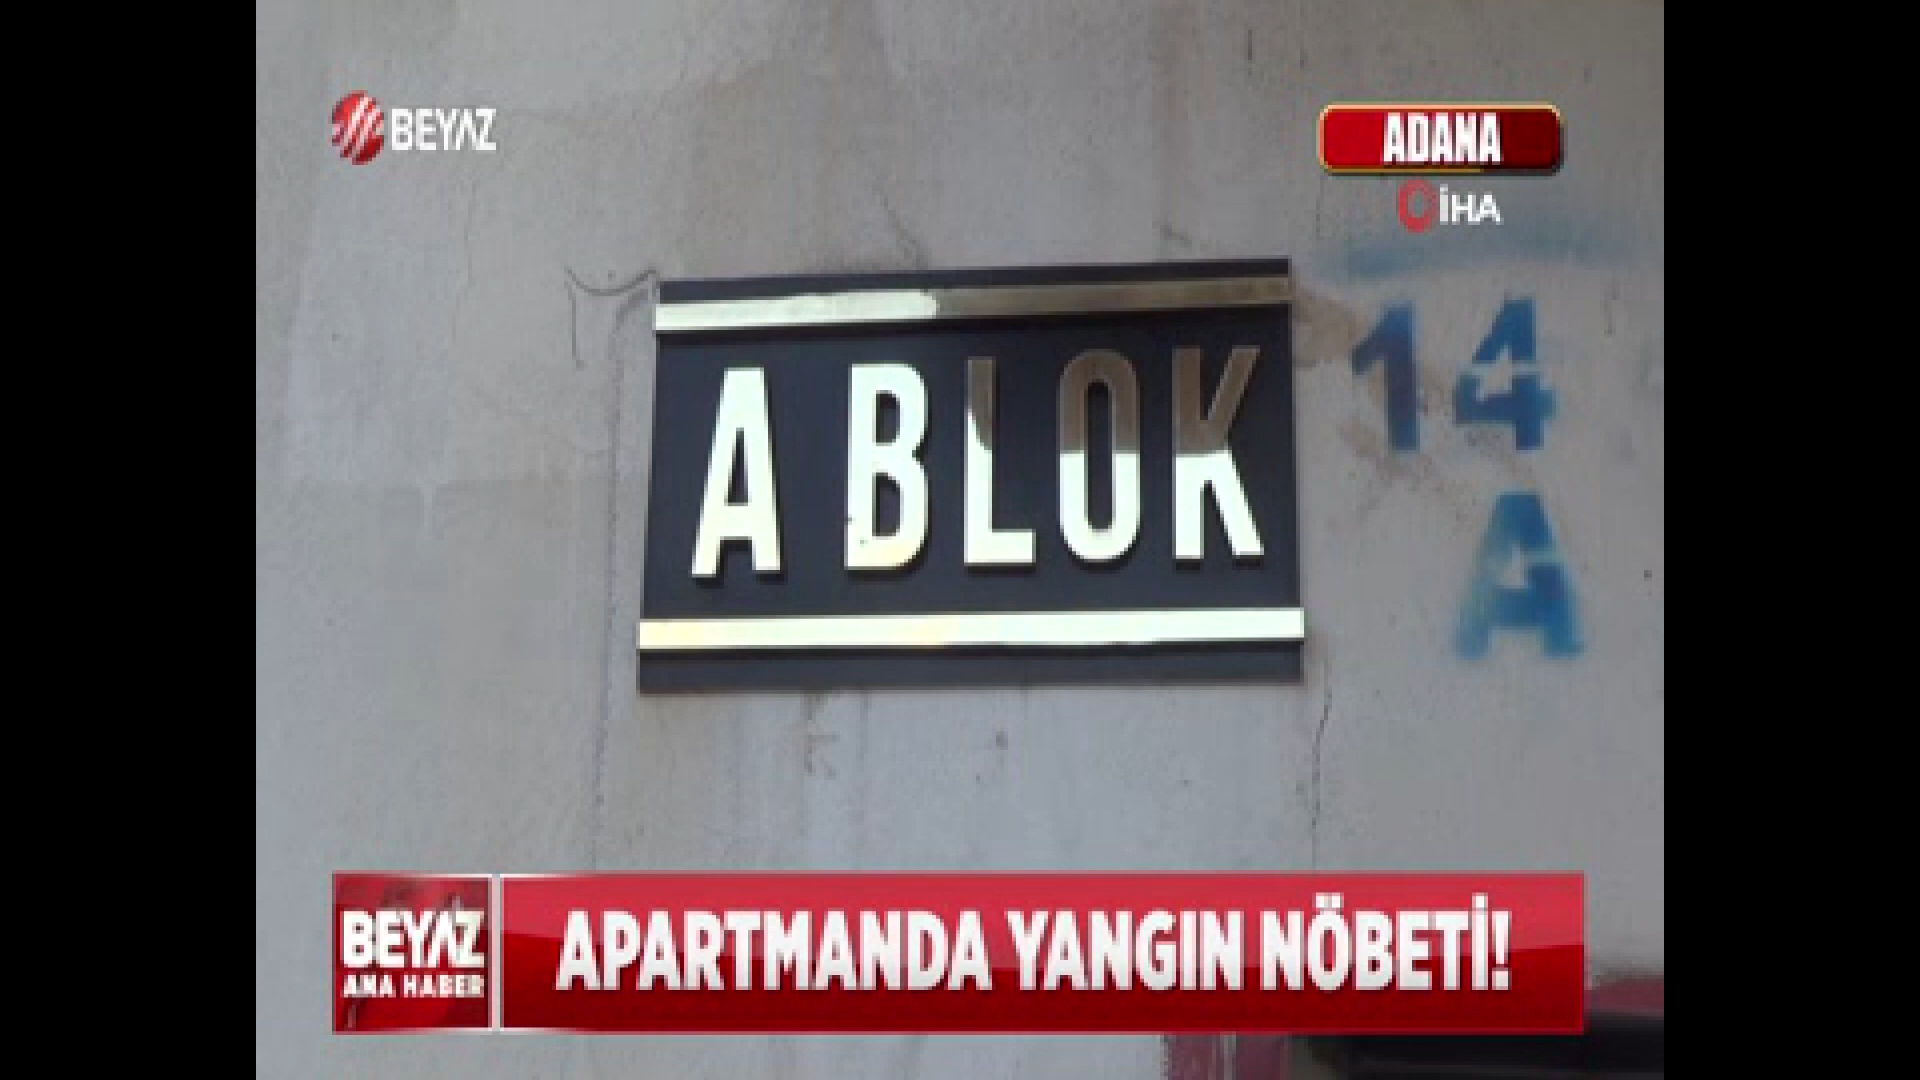 BEYAZ
ADANA
İHA
A BLOK
14
A
BEYAZ
ANA HABER
APARTMANDA YANGIN NÖBETİ!